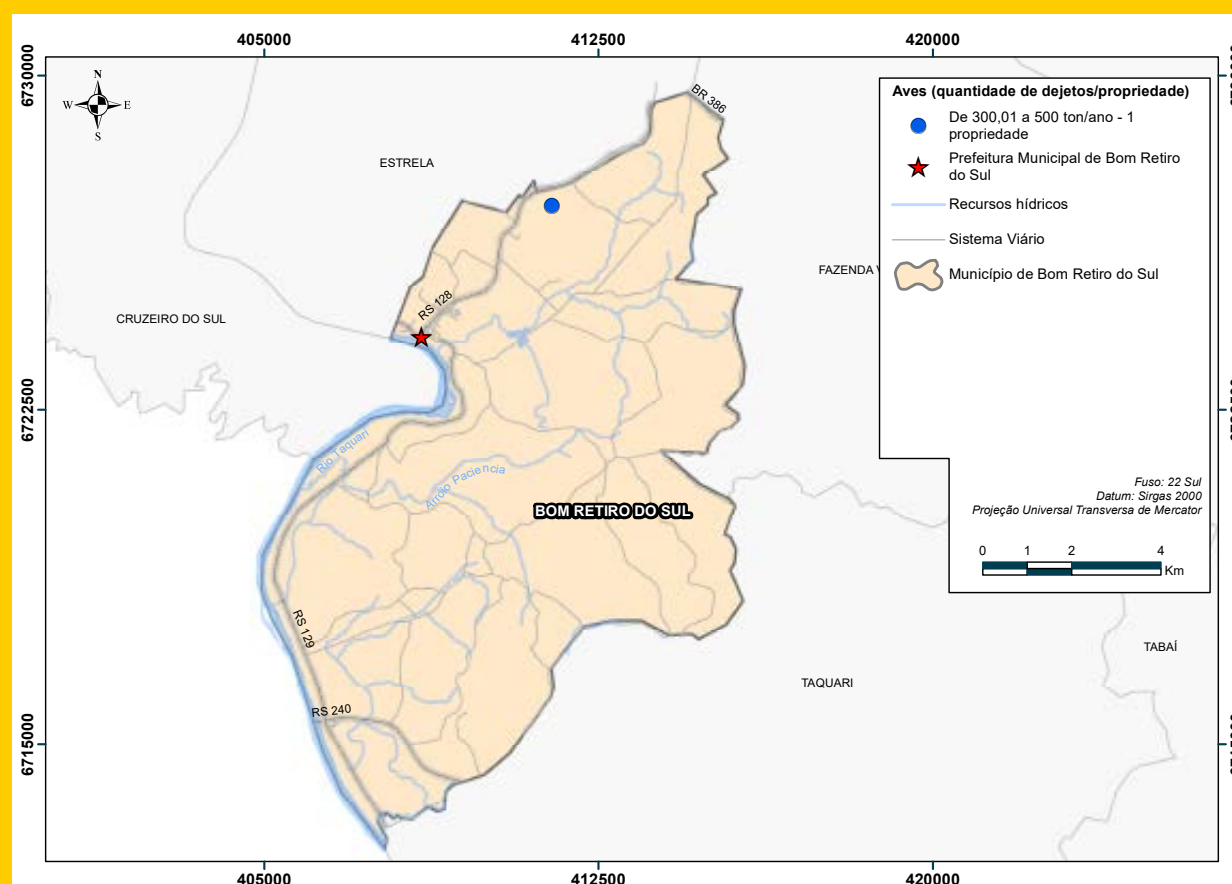 405000
412500
420000
6730000
6722500
6715000
N
W
E
S
BR 386
ESTRELA
FAZENDA
CRUZEIRO DO SUL
RS 128
Rio Taquari
Arroio Paciencia
BOM RETIRO DO SUL
RS 129
RS 240
TAQUARI
TABAÍ
Aves (quantidade de dejetos/propriedade)
De 300,01 a 500 ton/ano - 1
propriedade
Prefeitura Municipal de Bom Retiro
do Sul
Recursos hídricos
Sistema Viário
Município de Bom Retiro do Sul
Fuso: 22 Sul
Datum: Sirgas 2000
Projeção Universal Transversa de Mercator
0 1 2 4
Km
405000
412500
420000